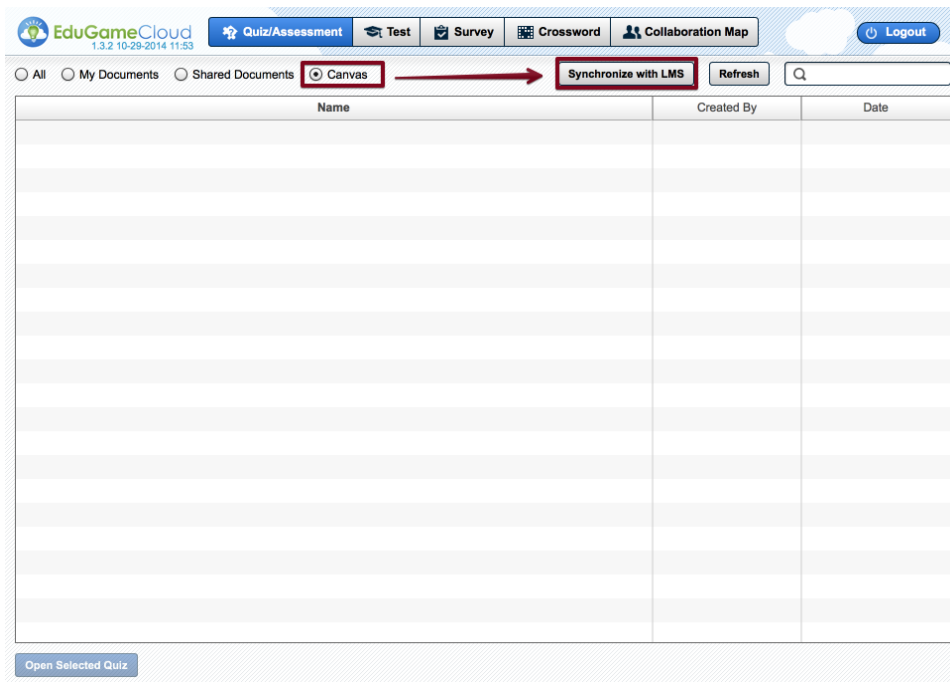 EduGameCloud
1.3.2 10-29-2014 11:53
Quiz/Assessment Test Survey Crossword Collaboration Map Logout
All My Documents Shared Documents Canvas Synchronize with LMS Refresh
Name Created By Date
Open Selected Quiz